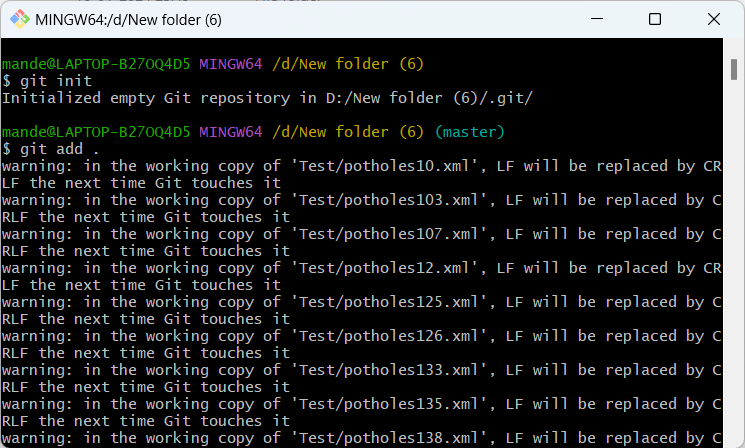 MINGW64:/d/New folder (6)
mande@LAPTOP-B27OQ4D5 MINGW64 /d/New folder (6)
$ git init
Initialized empty Git repository in D:/New folder (6)/.git/
mande@LAPTOP-B27OQ4D5 MINGW64 /d/New folder (6) (master)
$ git add .
warning: in the working copy of 'Test/potholes10.xml', LF will be replaced by CR
LF the next time Git touches it
warning: in the working copy of 'Test/potholes103.xml', LF will be replaced by C
RLF the next time Git touches it
warning: in the working copy of 'Test/potholes107.xml', LF will be replaced by C
RLF the next time Git touches it
warning: in the working copy of 'Test/potholes12.xml', LF will be replaced by CR
LF the next time Git touches it
warning: in the working copy of 'Test/potholes125.xml', LF will be replaced by C
RLF the next time Git touches it
warning: in the working copy of 'Test/potholes126.xml', LF will be replaced by C
RLF the next time Git touches it
warning: in the working copy of 'Test/potholes133.xml', LF will be replaced by C
RLF the next time Git touches it
warning: in the working copy of 'Test/potholes135.xml', LF will be replaced by C
RLF the next time Git touches it
warning: in the working copy of 'Test/potholes138.xml', LF will be replaced by C